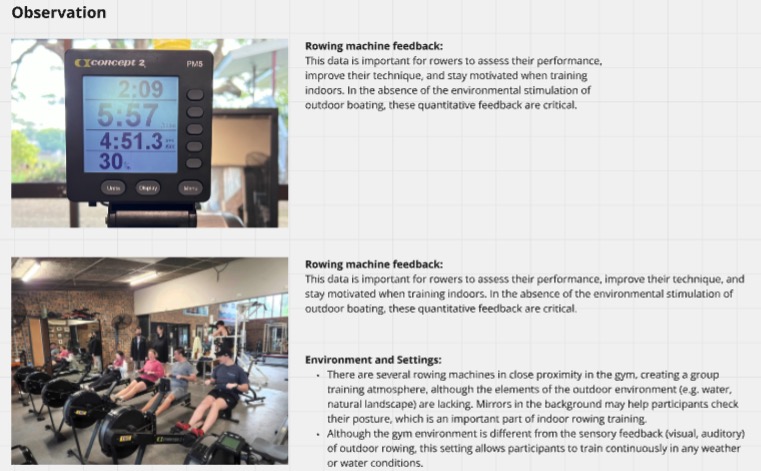 Observation
concept 2
PM5
2:09
5:57
4:51.3
30
Units
Display
Menu
Rowing machine feedback:
This data is important for rowers to assess their performance,
improve their technique, and stay motivated when training
indoors. In the absence of the environmental stimulation of
outdoor boating, these quantitative feedback are critical.
Rowing machine feedback:
This data is important for rowers to assess their performance, improve their technique, and
stay motivated when training indoors. In the absence of the environmental stimulation of
outdoor boating, these quantitative feedback are critical.
Environment and Settings:
• There are several rowing machines in close proximity in the gym, creating a group
training atmosphere, although the elements of the outdoor environment (e.g. water,
natural landscape) are lacking. Mirrors in the background may help participants check
their posture, which is an important part of indoor rowing training.
• Although the gym environment is different from the sensory feedback (visual, auditory)
of outdoor rowing, this setting allows participants to train continuously in any weather
or water conditions.